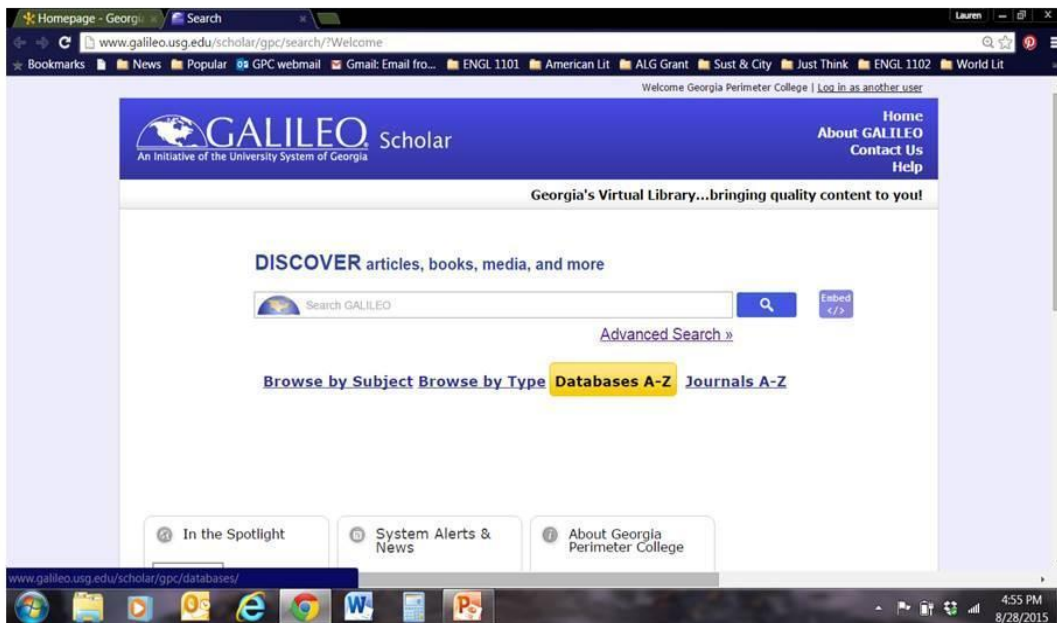 Homepage - Georgi
Search
Lauren
www.galileo.usg.edu/scholar/gpc/search/?Welcome
Bookmarks News Popular GPC webmail Gmail: Email fro... ENGL 1101 American Lit ALG Grant Sust & City Just Think ENGL 1102 World Lit
Welcome Georgia Perimeter College | Log in as another user
GALILEO Scholar
An Initiative of the University System of Georgia
Home
About GALILEO
Contact Us
Help
Georgia's Virtual Library...bringing quality content to you!
DISCOVER articles, books, media, and more
Search GALILEO
Embed
</>
Advanced Search »
Browse by Subject Browse by Type Databases A-Z Journals A-Z
In the Spotlight
System Alerts &
News
About Georgia
Perimeter College
www.galileo.usg.edu/scholar/gpc/databases/
4:55 PM
8/28/2015